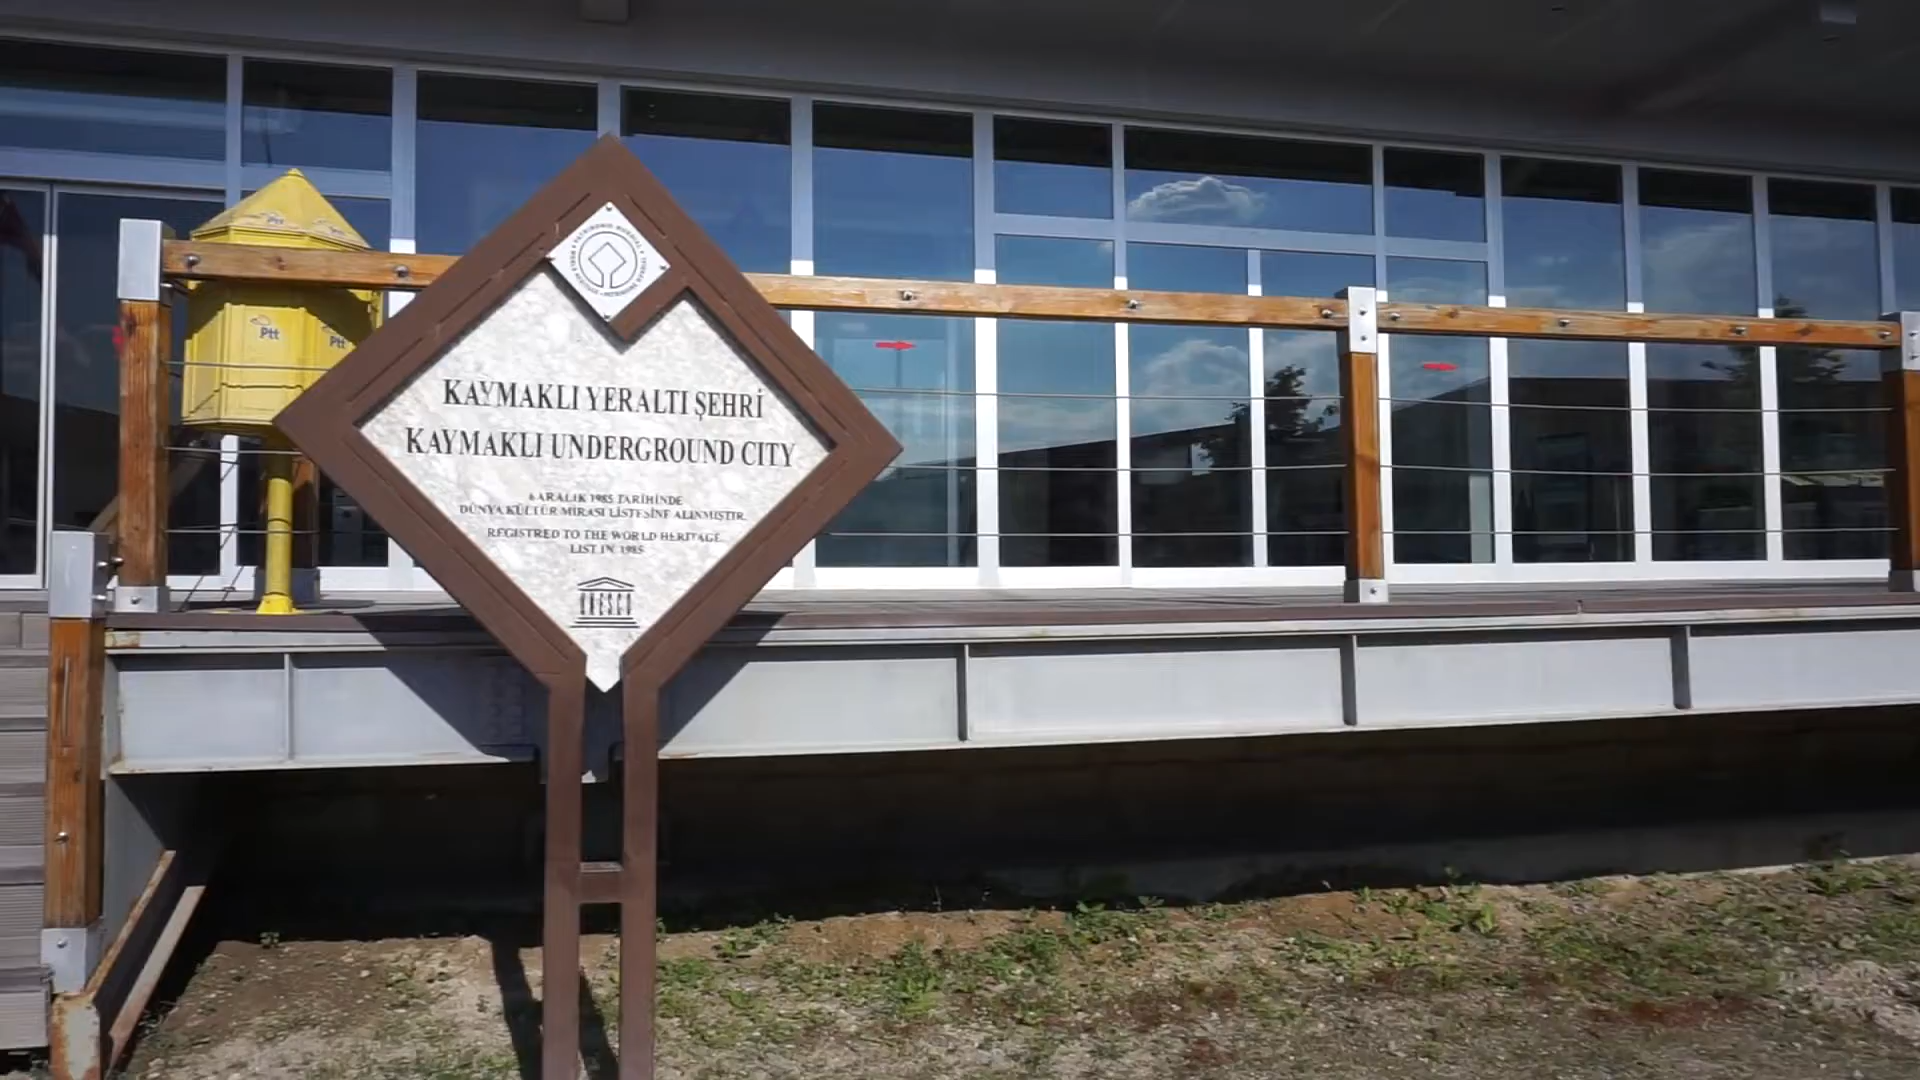 Ptt
Ptt
Ptt
KAYMAKLI YERALTI ŞEHRİ
KAYMAKLI UNDERGROUND CITY
6 ARALIK 1985 TARİHİNDE
DÜNYA KÜLTÜR MİRASI LİSTESİNE ALINMIŞTIR.
REGISTRED TO THE WORLD HERITAGE
LIST IN 1985
UNESCO